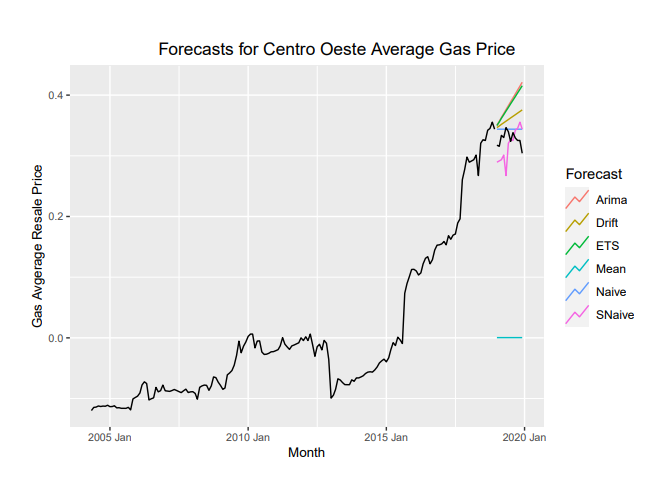 Forecasts for Centro Oeste Average Gas Price
Gas Avgerage Resale Price
0.4
0.2
0.0
2005 Jan
2010 Jan
2015 Jan
2020 Jan
Month
Forecast
Arima
Drift
ETS
Mean
Naive
SNaive